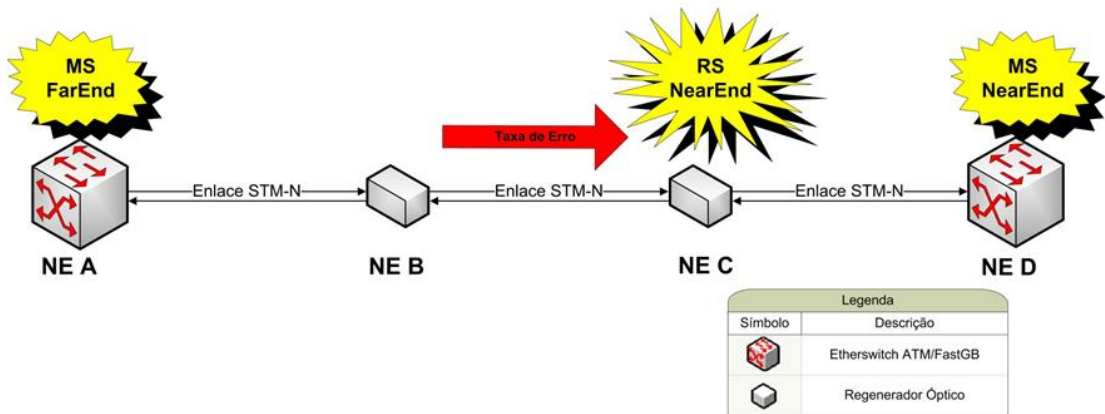 MS
FarEnd
RS
NearEnd
MS
NearEnd
Taxa de Erro
Enlace STM-N
Enlace STM-N
Enlace STM-N
NE A
NE B
NE C
NE D
Legenda
Símbolo
Descrição
Etherswitch ATM/FastGB
Regenerador Óptico